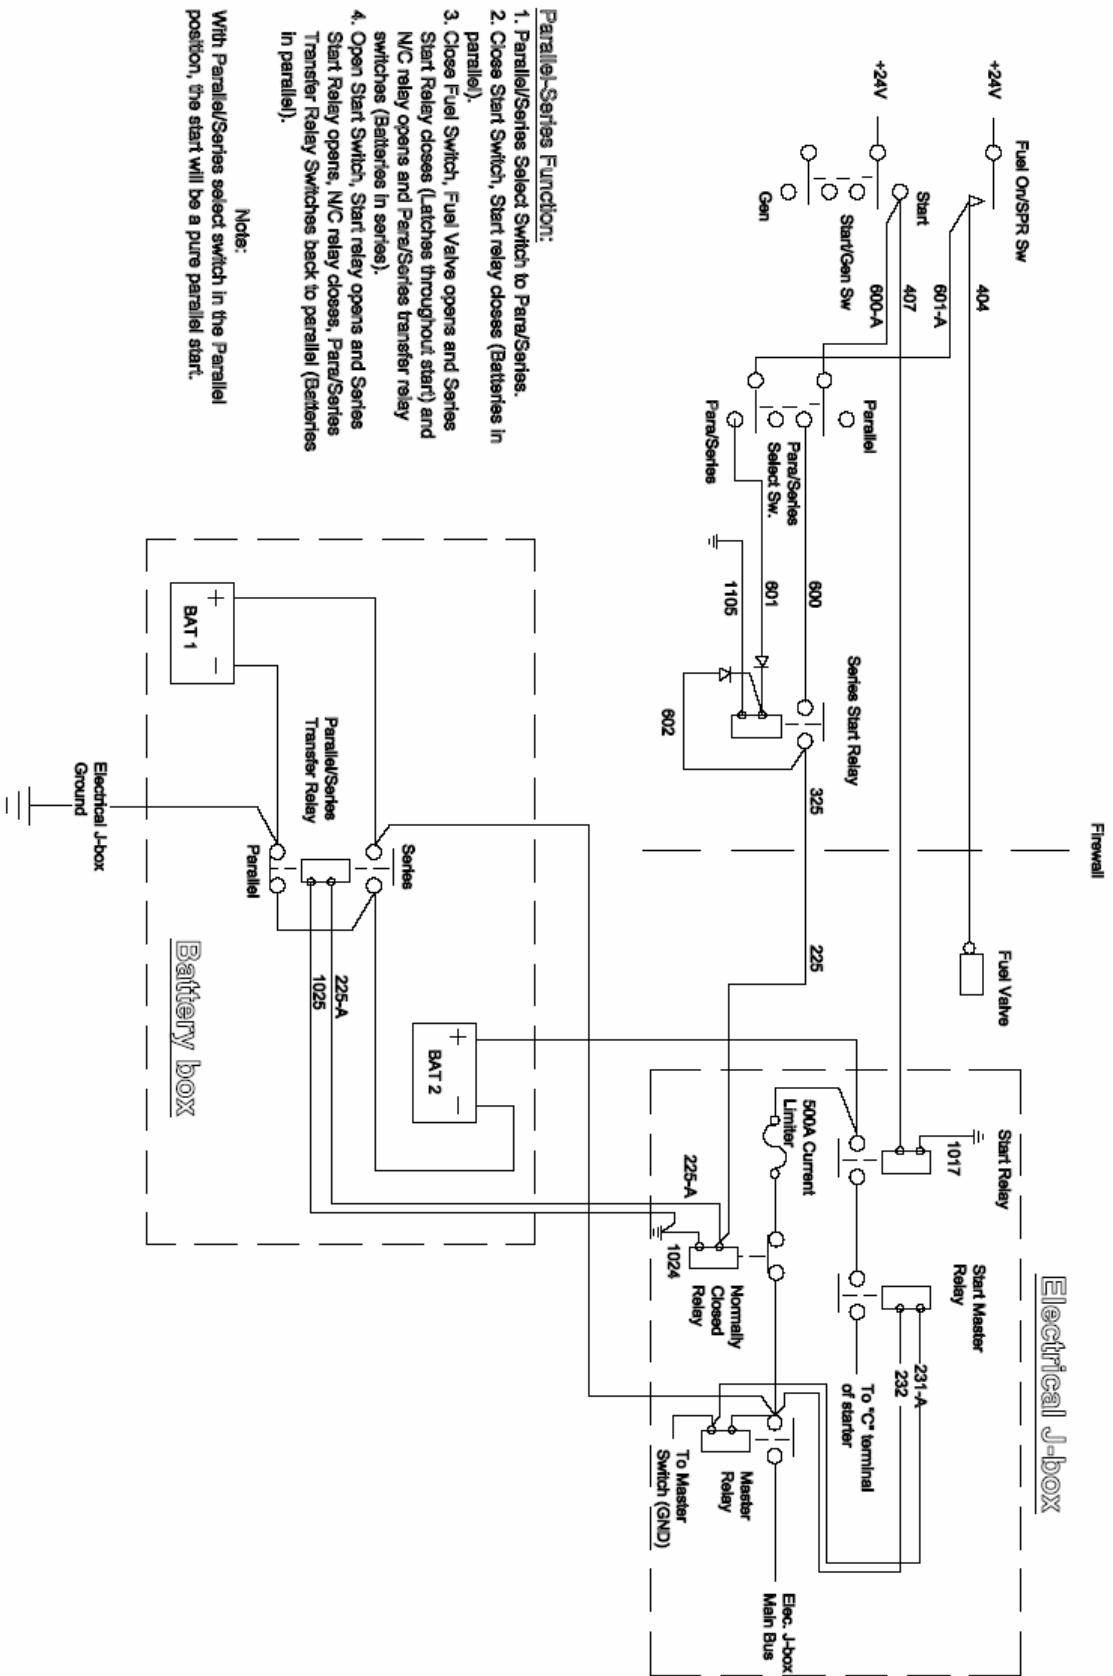 Fuel On/SPR Sw
+24V
+24V
Start
Start/Gen Sw
Gen
404
601-A
407
600-A
Parallel
Para/Series
Select Sw.
Para/Series
600
601
1105
Series Start Relay
602
325
Firewall
225
Fuel Valve
Electrical J-box
Start Relay
1017
Start Master
Relay
231-A
232
To "C" terminal
of starter
500A Current
Limiter
225-A
1024
Normally
Closed
Relay
Master
Relay
To Master
Switch (GND)
Elec. J-box
Main Bus
Parallel-Series Function:
1. Parallel/Series Select Switch to Para/Series.
2. Close Start Switch, Start relay closes (Batteries in
parallel).
3. Close Fuel Switch, Fuel Valve opens and Series
Start Relay closes (Latches throughout start) and
N/C relay opens and Para/Series transfer relay
switches (Batteries in series).
4. Open Start Switch, Start relay opens and Series
Start Relay opens, N/C relay closes, Para/Series
Transfer Relay Switches back to parallel (Batteries
in parallel).
Note:
With Parallel/Series select switch in the Parallel
position, the start will be a pure parallel start.
+ −
BAT 1
Parallel/Series
Transfer Relay
Series
Parallel
225-A
1025
+ −
BAT 2
Battery box
Electrical J-box
Ground